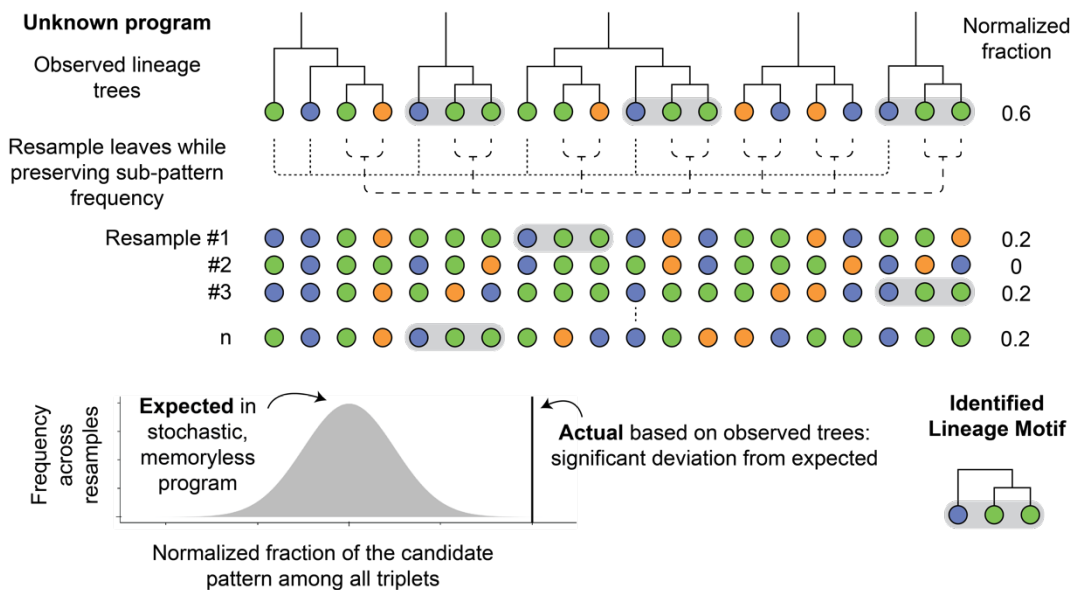 Unknown program
Normalized
fraction
Observed lineage
trees
0.6
Resample leaves while
preserving sub-pattern
frequency
Resample #1
0.2
#2
0
#3
0.2
n
0.2
Frequency
across
resamples
Expected in
stochastic,
memoryless
program
Actual based on observed trees:
significant deviation from expected
Identified
Lineage Motif
Normalized fraction of the candidate
pattern among all triplets